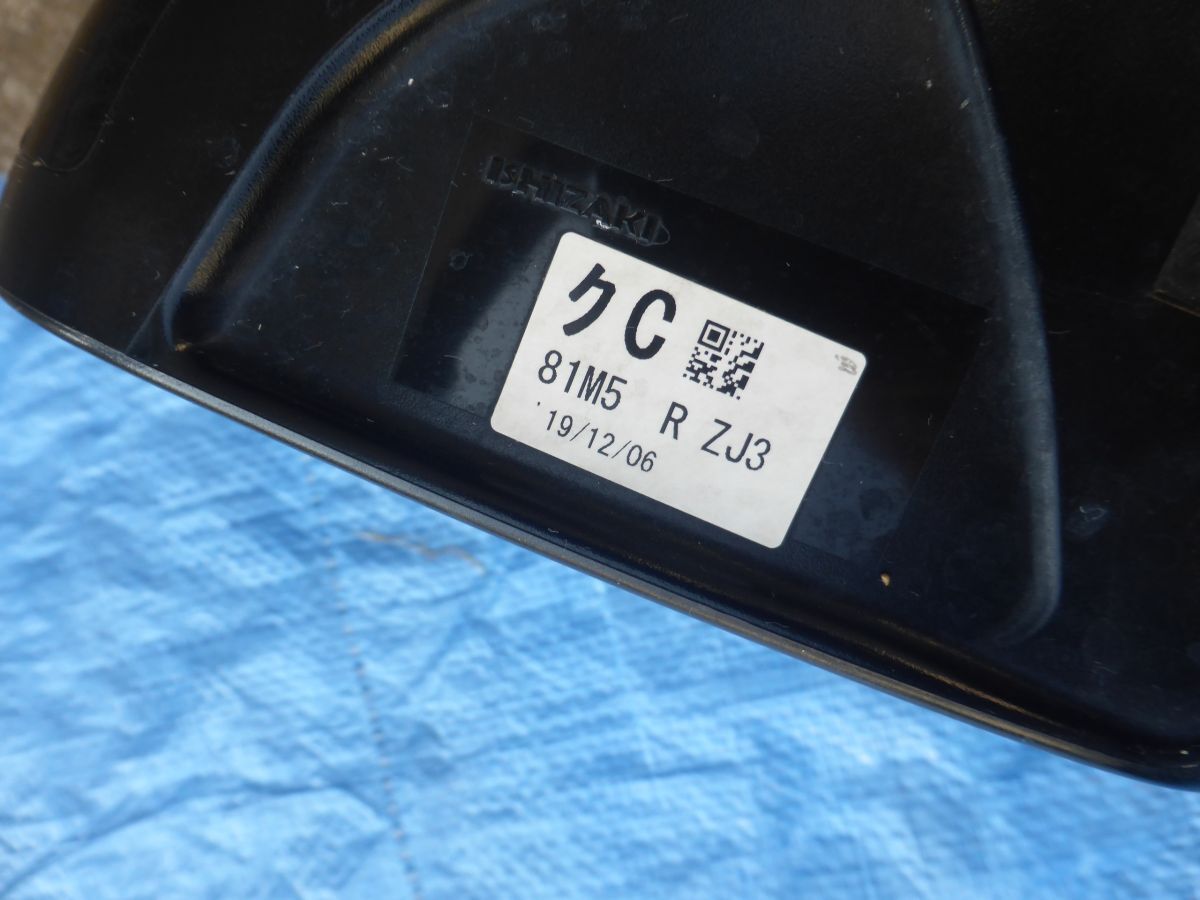 ISHIZAKI
クC
81M5 R ZJ3
'19/12/06